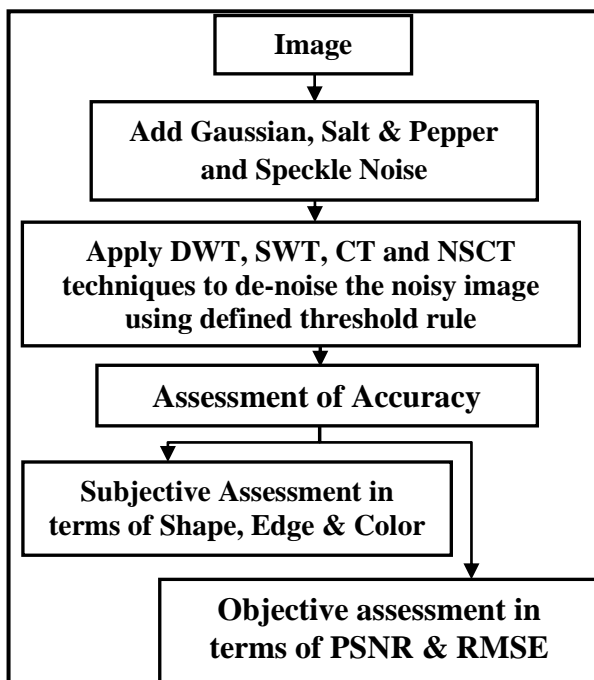 Image
Add Gaussian, Salt & Pepper
and Speckle Noise
Apply DWT, SWT, CT and NSCT
techniques to de-noise the noisy image
using defined threshold rule
Assessment of Accuracy
Subjective Assessment in
terms of Shape, Edge & Color
Objective assessment in
terms of PSNR & RMSE